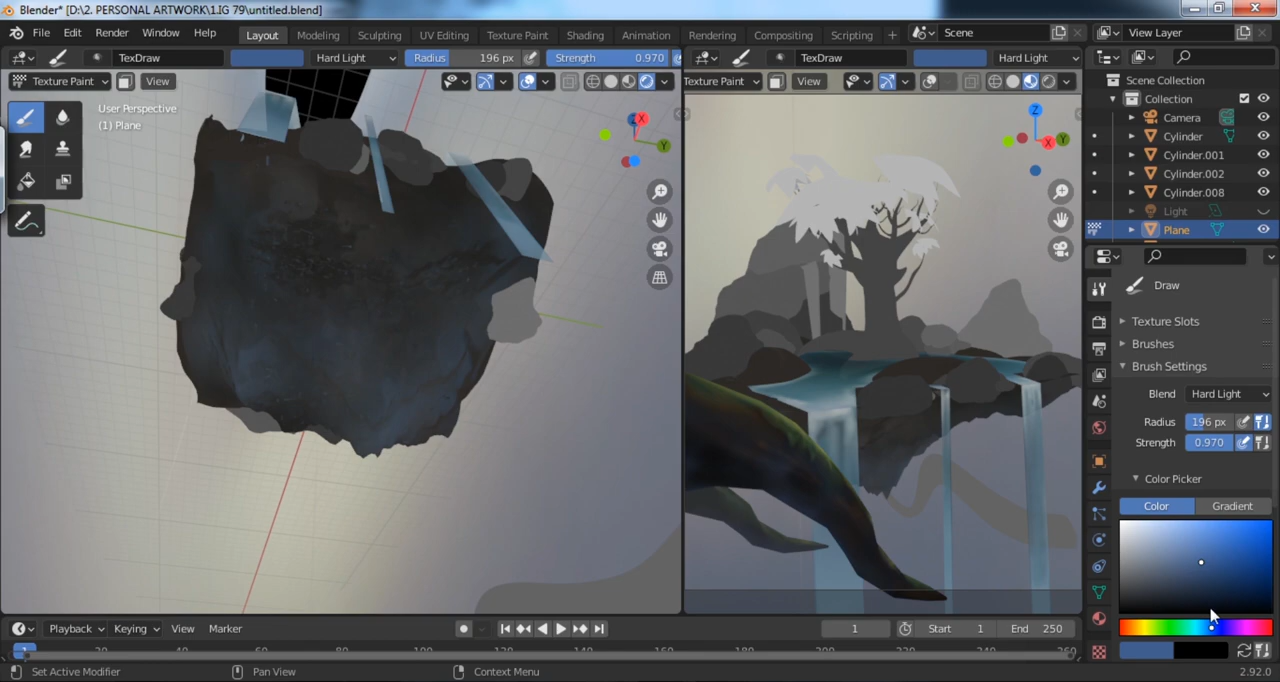 Blender* [D:\2. PERSONAL ARTWORK\1.IG 79\untitled.blend]
File Edit Render Window Help Layout Modeling Sculpting UV Editing Texture Paint Shading Animation Rendering Compositing Scripting + Scene View Layer
TexDraw Hard Light Radius 196 px Strength 0.970 TexDraw Hard Light
Texture Paint View Texture Paint View Scene Collection
User Perspective
(1) Plane
Collection
Camera
Cylinder
Cylinder.001
Cylinder.002
Cylinder.008
Light
Plane
Draw
Texture Slots
Brushes
Brush Settings
Blend Hard Light
Radius 196 px
Strength 0.970
Color Picker
Color Gradient
Playback Keying View Marker 1 Start 1 End 250
Set Active Modifier Pan View Context Menu 2.92.0